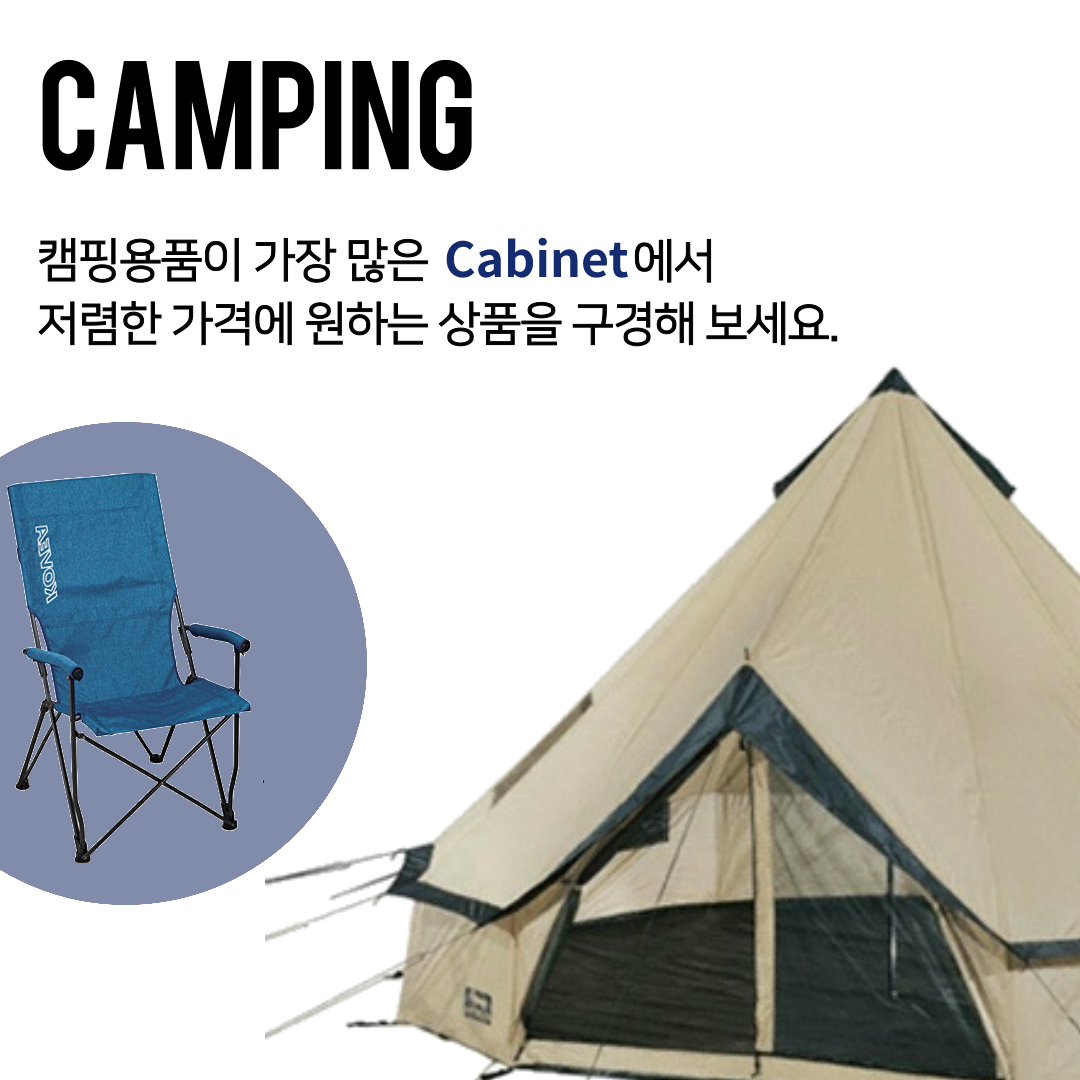 CAMPING
캠핑용품이 가장 많은 Cabinet에서
저렴한 가격에 원하는 상품을 구경해 보세요.
KOVEA